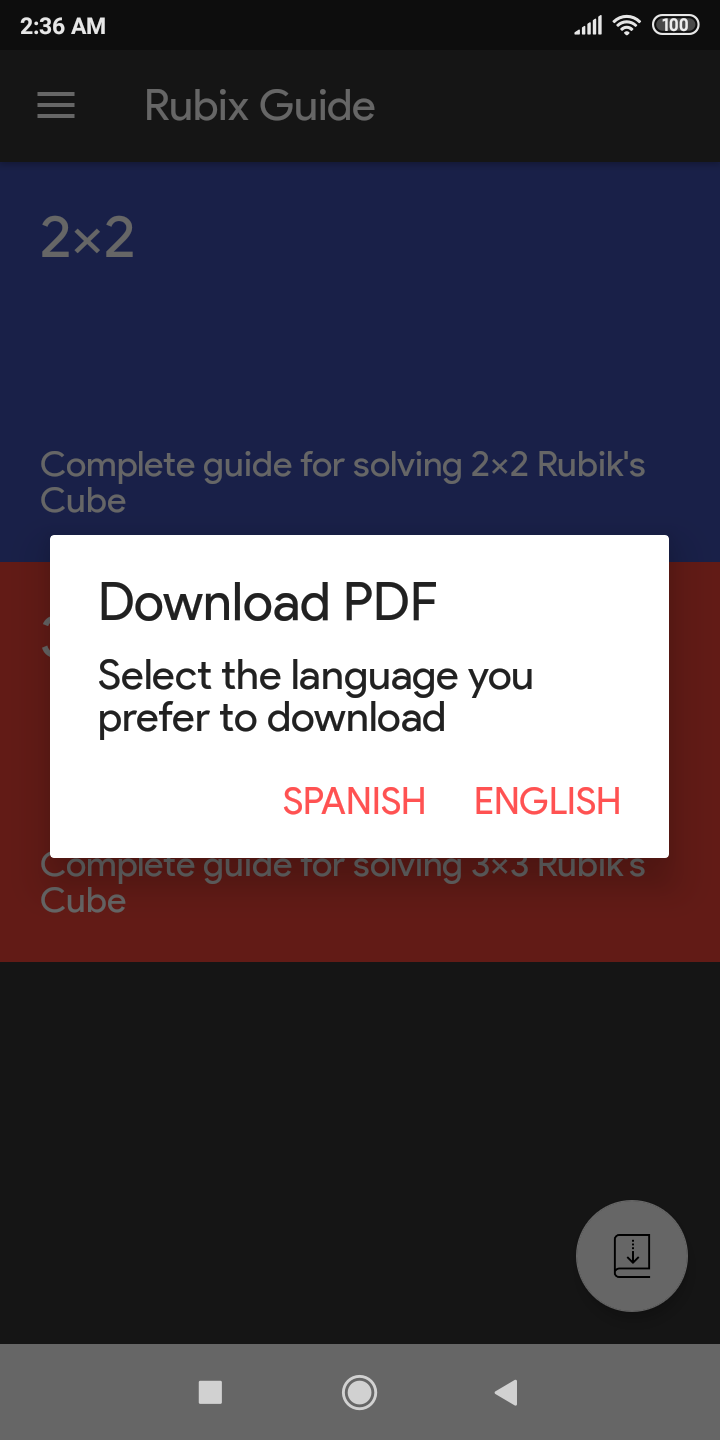 2:36 AM
100
Rubix Guide
2×2
Complete guide for solving 2×2 Rubik's
Cube
Download PDF
Select the language you
prefer to download
SPANISH ENGLISH
Complete guide for solving 3×3 Rubik's
Cube